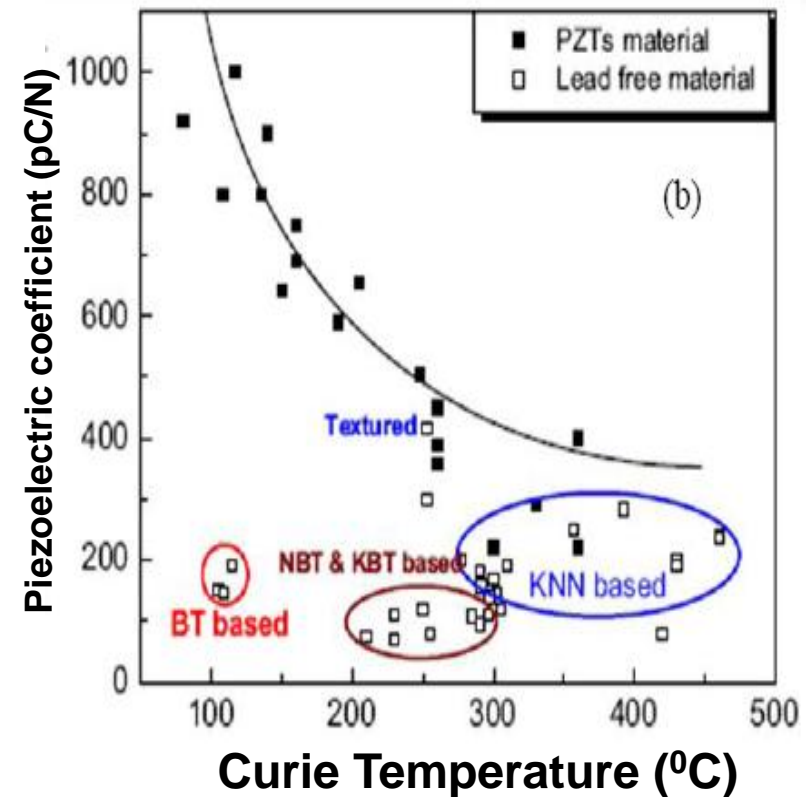 PZTs material
Lead free material
(b)
Piezoelectric coefficient (pC/N)
1000
800
600
400
200
0
Textured
NBT & KBT based
KNN based
BT based
100
200
300
400
500
Curie Temperature (⁰C)